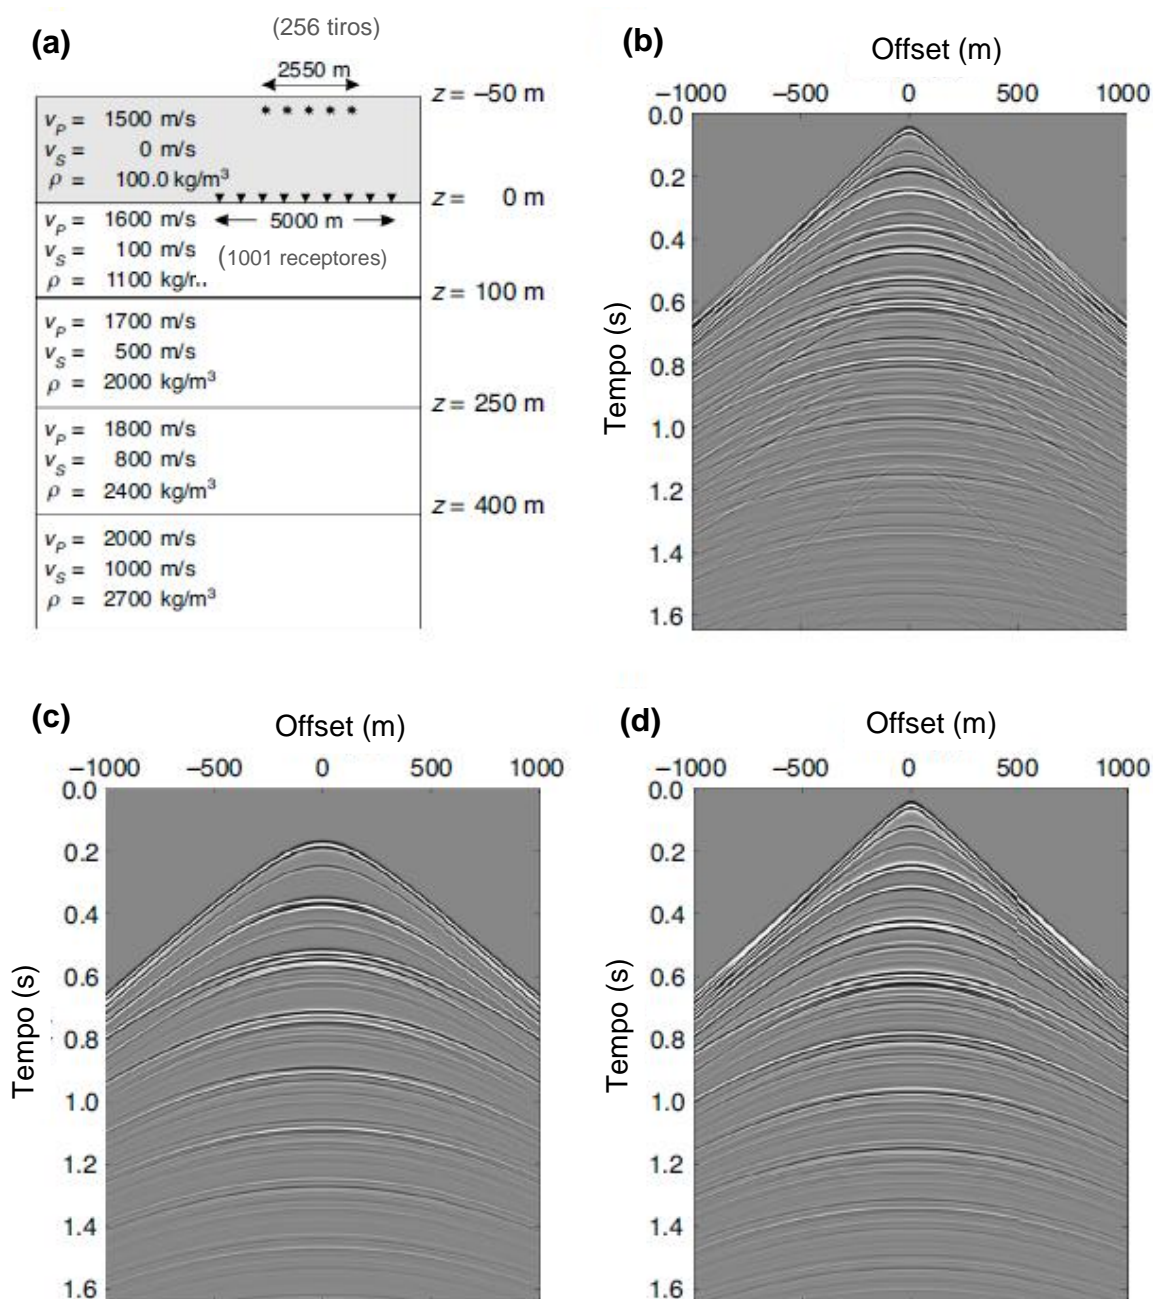 (a)
(256 tiros)
2550 m
z = −50 m
v_P = 1500 m/s
v_S = 0 m/s
ρ = 100.0 kg/m³
z = 0 m
5000 m
(1001 receptores)
v_P = 1600 m/s
v_S = 100 m/s
ρ = 1100 kg/r..
z = 100 m
v_P = 1700 m/s
v_S = 500 m/s
ρ = 2000 kg/m³
z = 250 m
v_P = 1800 m/s
v_S = 800 m/s
ρ = 2400 kg/m³
z = 400 m
v_P = 2000 m/s
v_S = 1000 m/s
ρ = 2700 kg/m³
(b)
Offset (m)
−1000 −500 0 500 1000
Tempo (s)
0.0
0.2
0.4
0.6
0.8
1.0
1.2
1.4
1.6
(c)
Offset (m)
−1000 −500 0 500 1000
Tempo (s)
0.0
0.2
0.4
0.6
0.8
1.0
1.2
1.4
1.6
(d)
Offset (m)
−1000 −500 0 500 1000
Tempo (s)
0.0
0.2
0.4
0.6
0.8
1.0
1.2
1.4
1.6